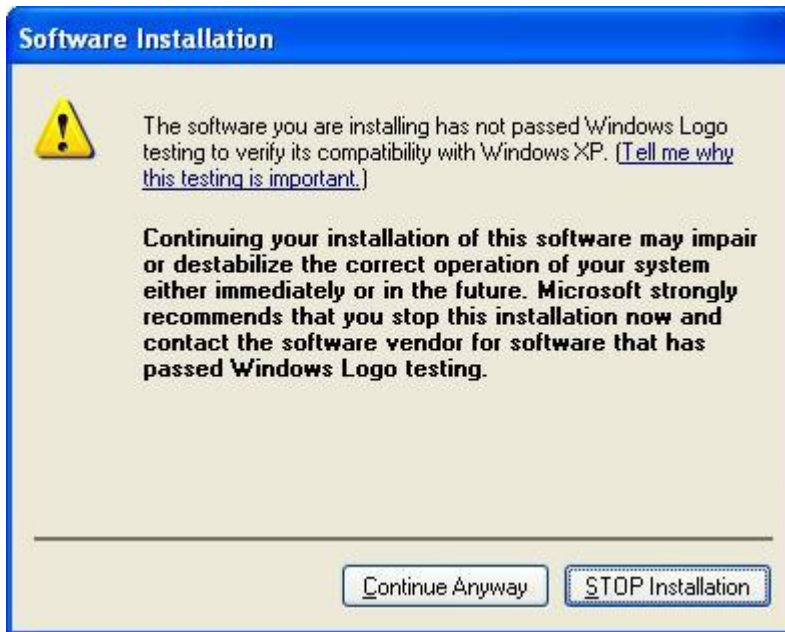 Software Installation
The software you are installing has not passed Windows Logo
testing to verify its compatibility with Windows XP. (Tell me why
this testing is important.)
Continuing your installation of this software may impair
or destabilize the correct operation of your system
either immediately or in the future. Microsoft strongly
recommends that you stop this installation now and
contact the software vendor for software that has
passed Windows Logo testing.
Continue Anyway
STOP Installation